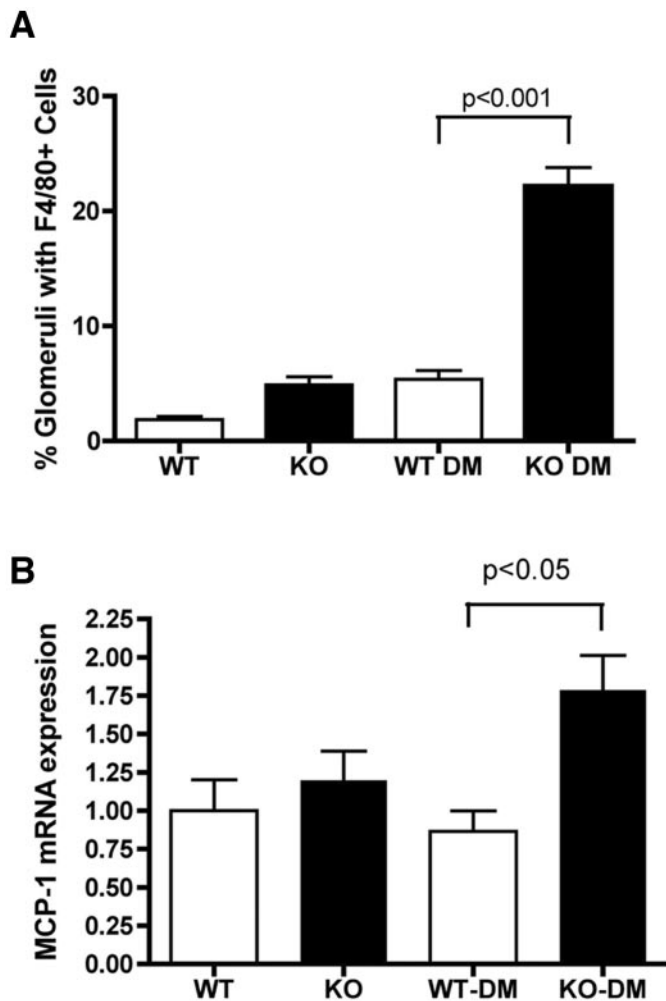 A
% Glomeruli with F4/80+ Cells
30
20
10
0
p<0.001
WT KO WT DM KO DM
B
MCP-1 mRNA expression
2.25
2.00
1.75
1.50
1.25
1.00
0.75
0.50
0.25
0.00
p<0.05
WT KO WT-DM KO-DM